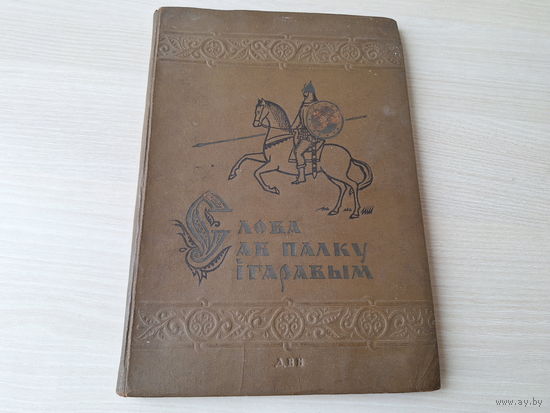 Слова
аб палку
Ігаравым
ДВБ
www.ay.by